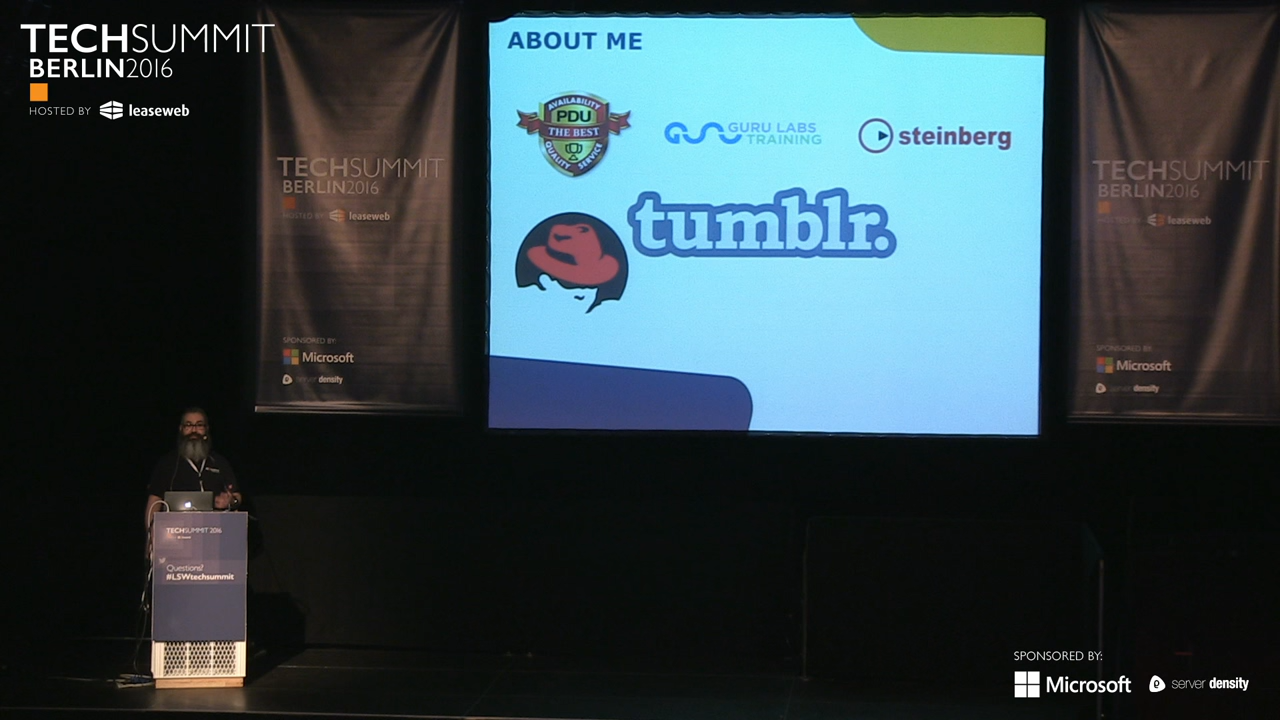 TECHSUMMIT
BERLIN2016
HOSTED BY leaseweb
ABOUT ME
AVAILABILITY
PDU
THE BEST
QUALITY SERVICE
GURU LABS
TRAINING
steinberg
tumblr.
TECHSUMMIT
BERLIN2016
HOSTED BY leaseweb
SPONSORED BY:
Microsoft
server density
TECHSUMMIT
BERLIN2016
HOSTED BY leaseweb
SPONSORED BY:
Microsoft
server density
TECHSUMMIT 2016
Questions?
#LSWtechsummit
SPONSORED BY:
Microsoft
server density